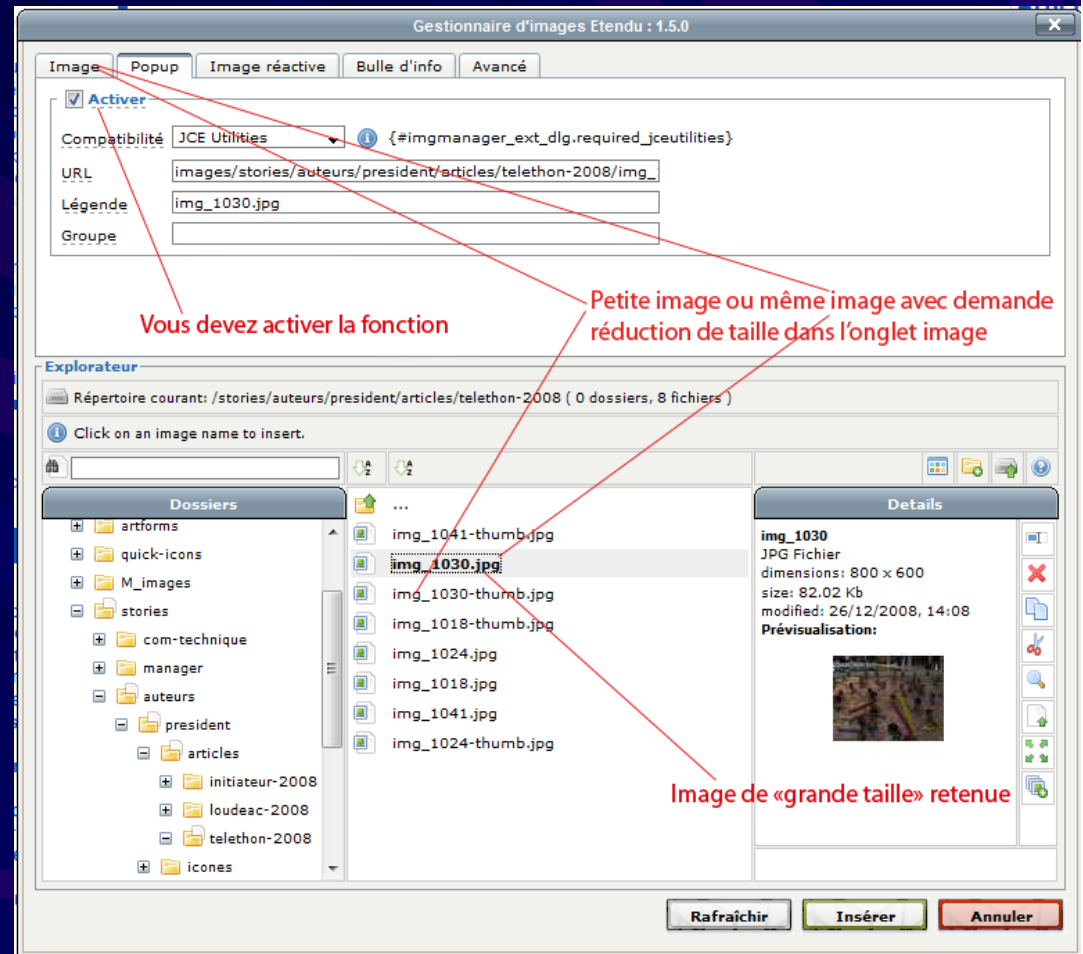 Gestionnaire d'images Etendu : 1.5.0
Image Popup Image réactive Bulle d'info Avancé
Activer
Compatibilité JCE Utilities {#imgmanager_ext_dlg.required_jceutilities}
URL images/stories/auteurs/president/articles/telethon-2008/img_
Légende img_1030.jpg
Groupe
Vous devez activer la fonction
Petite image ou même image avec demande
réduction de taille dans l'onglet image
Explorateur
Répertoire courant: /stories/auteurs/president/articles/telethon-2008 ( 0 dossiers, 8 fichiers )
Click on an image name to insert.
Dossiers
artforms
quick-icons
M_images
stories
com-technique
manager
auteurs
president
articles
initiateur-2008
loudeac-2008
telethon-2008
icones
...
img_1041-thumb.jpg
img_1030.jpg
img_1030-thumb.jpg
img_1018-thumb.jpg
img_1024.jpg
img_1018.jpg
img_1041.jpg
img_1024-thumb.jpg
Details
img_1030
JPG Fichier
dimensions: 800 x 600
size: 82.02 Kb
modified: 26/12/2008, 14:08
Prévisualisation:
Image de «grande taille» retenue
Rafraîchir Insérer Annuler